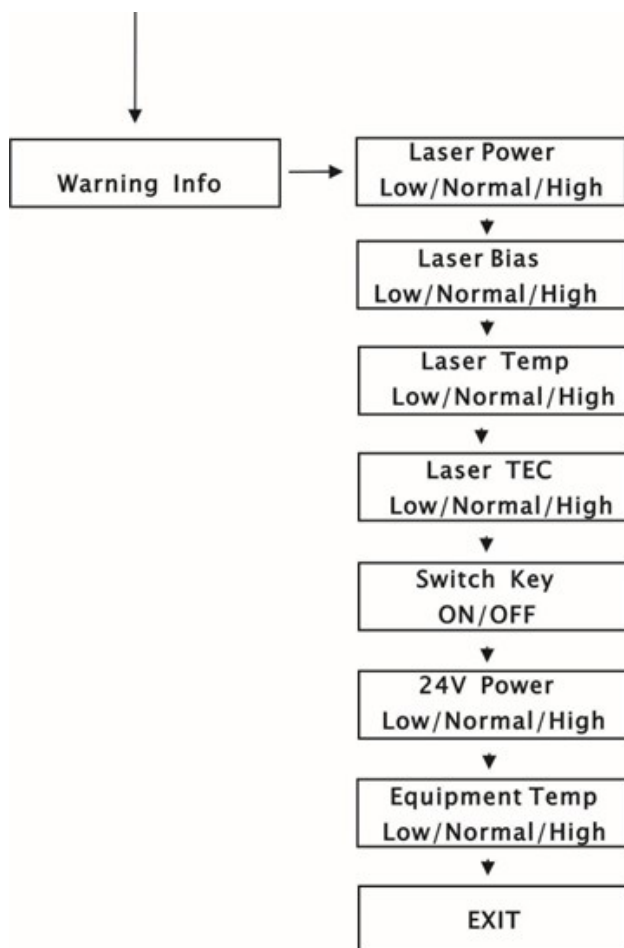 Warning Info
Laser Power
Low/Normal/High
Laser Bias
Low/Normal/High
Laser Temp
Low/Normal/High
Laser TEC
Low/Normal/High
Switch Key
ON/OFF
24V Power
Low/Normal/High
Equipment Temp
Low/Normal/High
EXIT